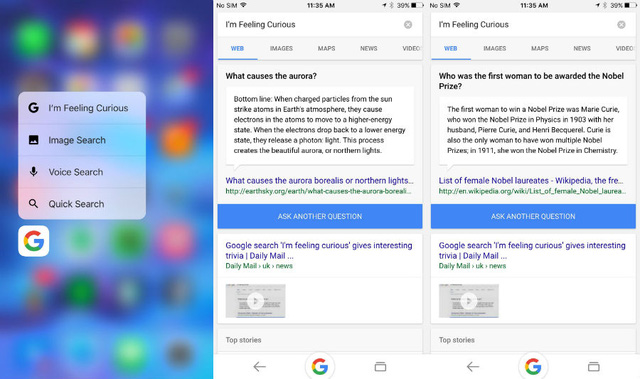 I'm Feeling Curious
Image Search
Voice Search
Quick Search
No SIM 11:35 AM 39%
I'm Feeling Curious
WEB IMAGES MAPS NEWS VIDEO
What causes the aurora?
Bottom line: When charged particles from the sun
strike atoms in Earth's atmosphere, they cause
electrons in the atoms to move to a higher-energy
state. When the electrons drop back to a lower energy
state, they release a photon: light. This process
creates the beautiful aurora, or northern lights.
What causes the aurora borealis or northern lights...
http://earthsky.org/earth/what-causes-the-aurora-boreali...
ASK ANOTHER QUESTION
Google search 'I'm feeling curious' gives interesting
trivia | Daily Mail ...
Daily Mail › uk › news
Top stories
No SIM 11:35 AM 39%
I'm Feeling Curious
WEB IMAGES MAPS NEWS VIDEO
Who was the first woman to be awarded the Nobel
Prize?
The first woman to win a Nobel Prize was Marie Curie,
who won the Nobel Prize in Physics in 1903 with her
husband, Pierre Curie, and Henri Becquerel. Curie is
also the only woman to have won multiple Nobel
Prizes; in 1911, she won the Nobel Prize in Chemistry.
List of female Nobel laureates - Wikipedia, the fre...
http://en.wikipedia.org/wiki/List_of_female_Nobel_laurea...
ASK ANOTHER QUESTION
Google search 'I'm feeling curious' gives interesting
trivia | Daily Mail ...
Daily Mail › uk › news
Top stories